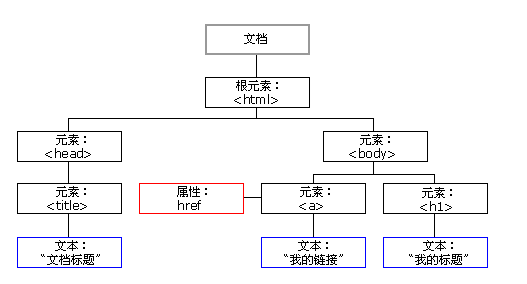 文档
根元素：
<html>
元素：
<head>
元素：
<body>
元素：
<title>
属性：
href
元素：
<a>
元素：
<h1>
文本：
“文档标题”
文本：
“我的链接”
文本：
“我的标题”